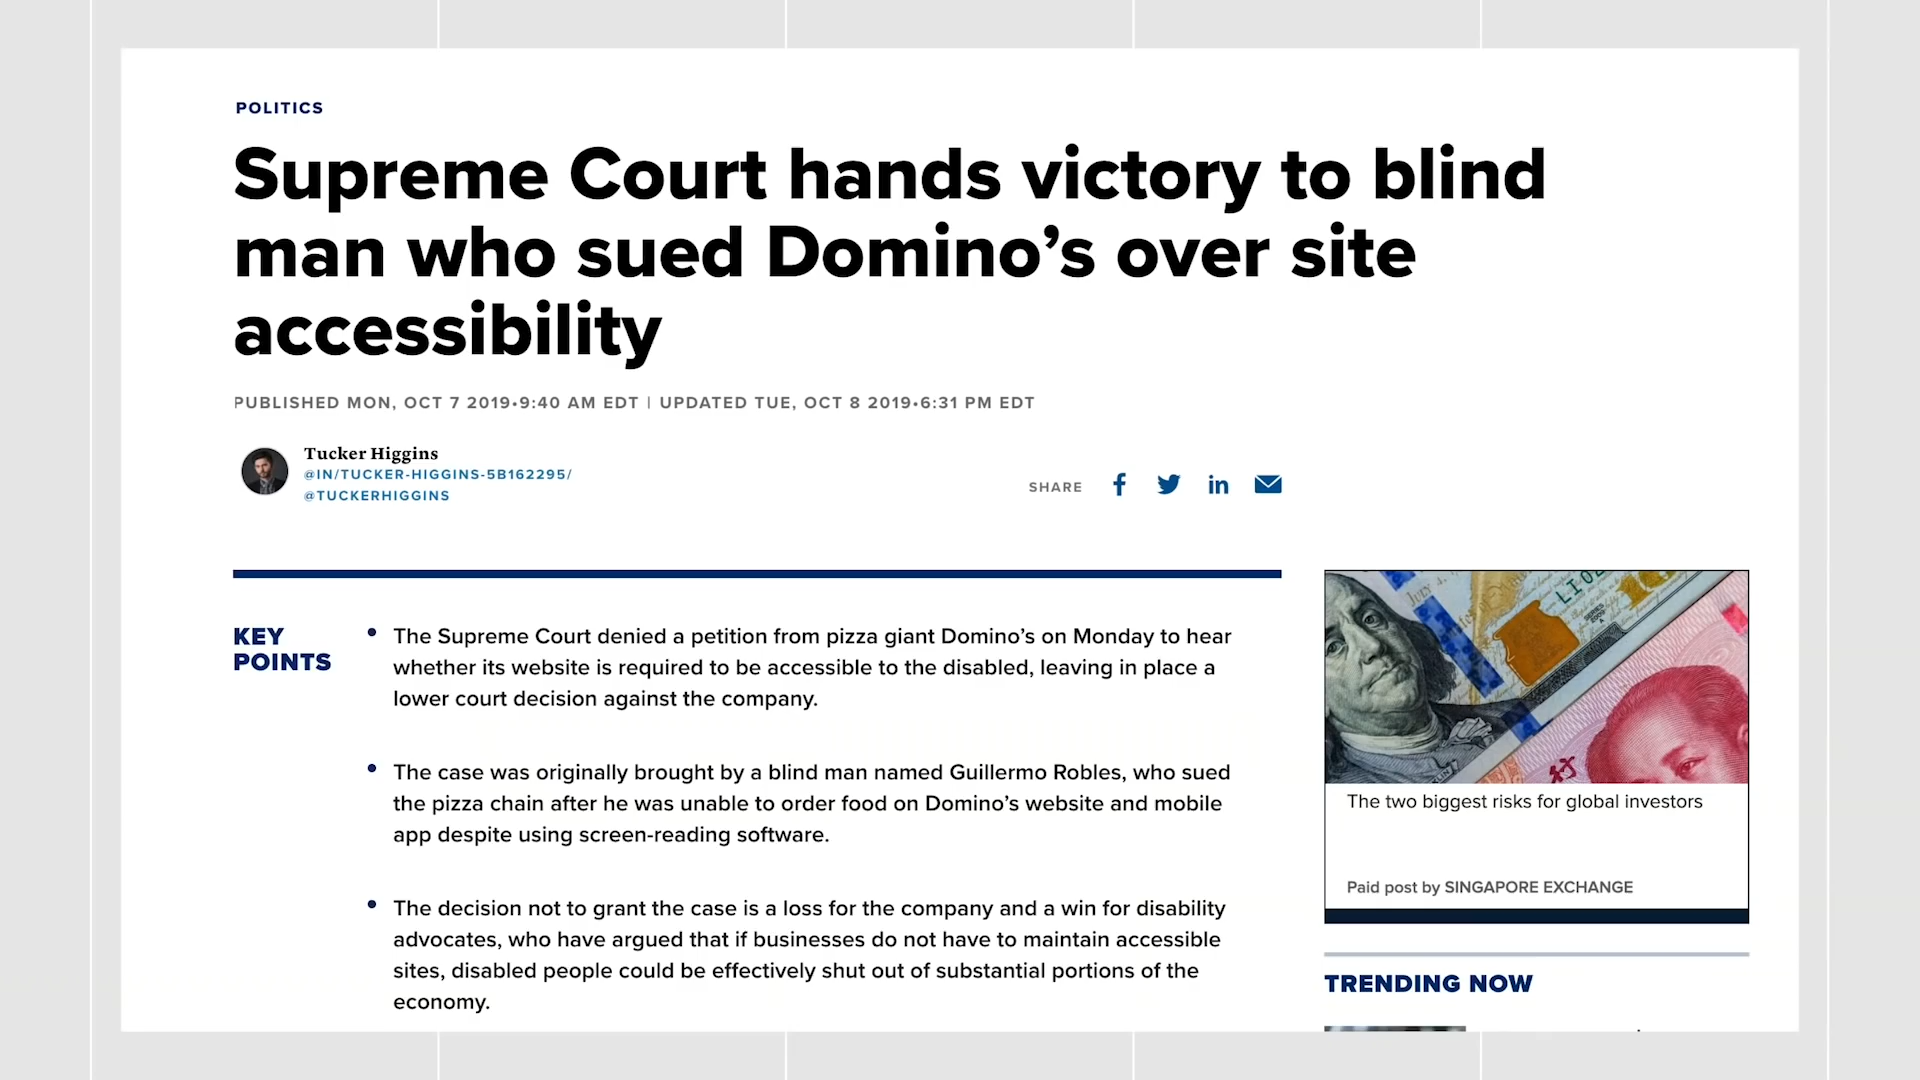 POLITICS
Supreme Court hands victory to blind
man who sued Domino’s over site
accessibility
PUBLISHED MON, OCT 7 2019•9:40 AM EDT | UPDATED TUE, OCT 8 2019•6:31 PM EDT
Tucker Higgins
@IN/TUCKER-HIGGINS-5B162295/
@TUCKERHIGGINS
SHARE
KEY
POINTS
• The Supreme Court denied a petition from pizza giant Domino’s on Monday to hear
whether its website is required to be accessible to the disabled, leaving in place a
lower court decision against the company.
• The case was originally brought by a blind man named Guillermo Robles, who sued
the pizza chain after he was unable to order food on Domino’s website and mobile
app despite using screen-reading software.
• The decision not to grant the case is a loss for the company and a win for disability
advocates, who have argued that if businesses do not have to maintain accessible
sites, disabled people could be effectively shut out of substantial portions of the
economy.
The two biggest risks for global investors
Paid post by SINGAPORE EXCHANGE
TRENDING NOW